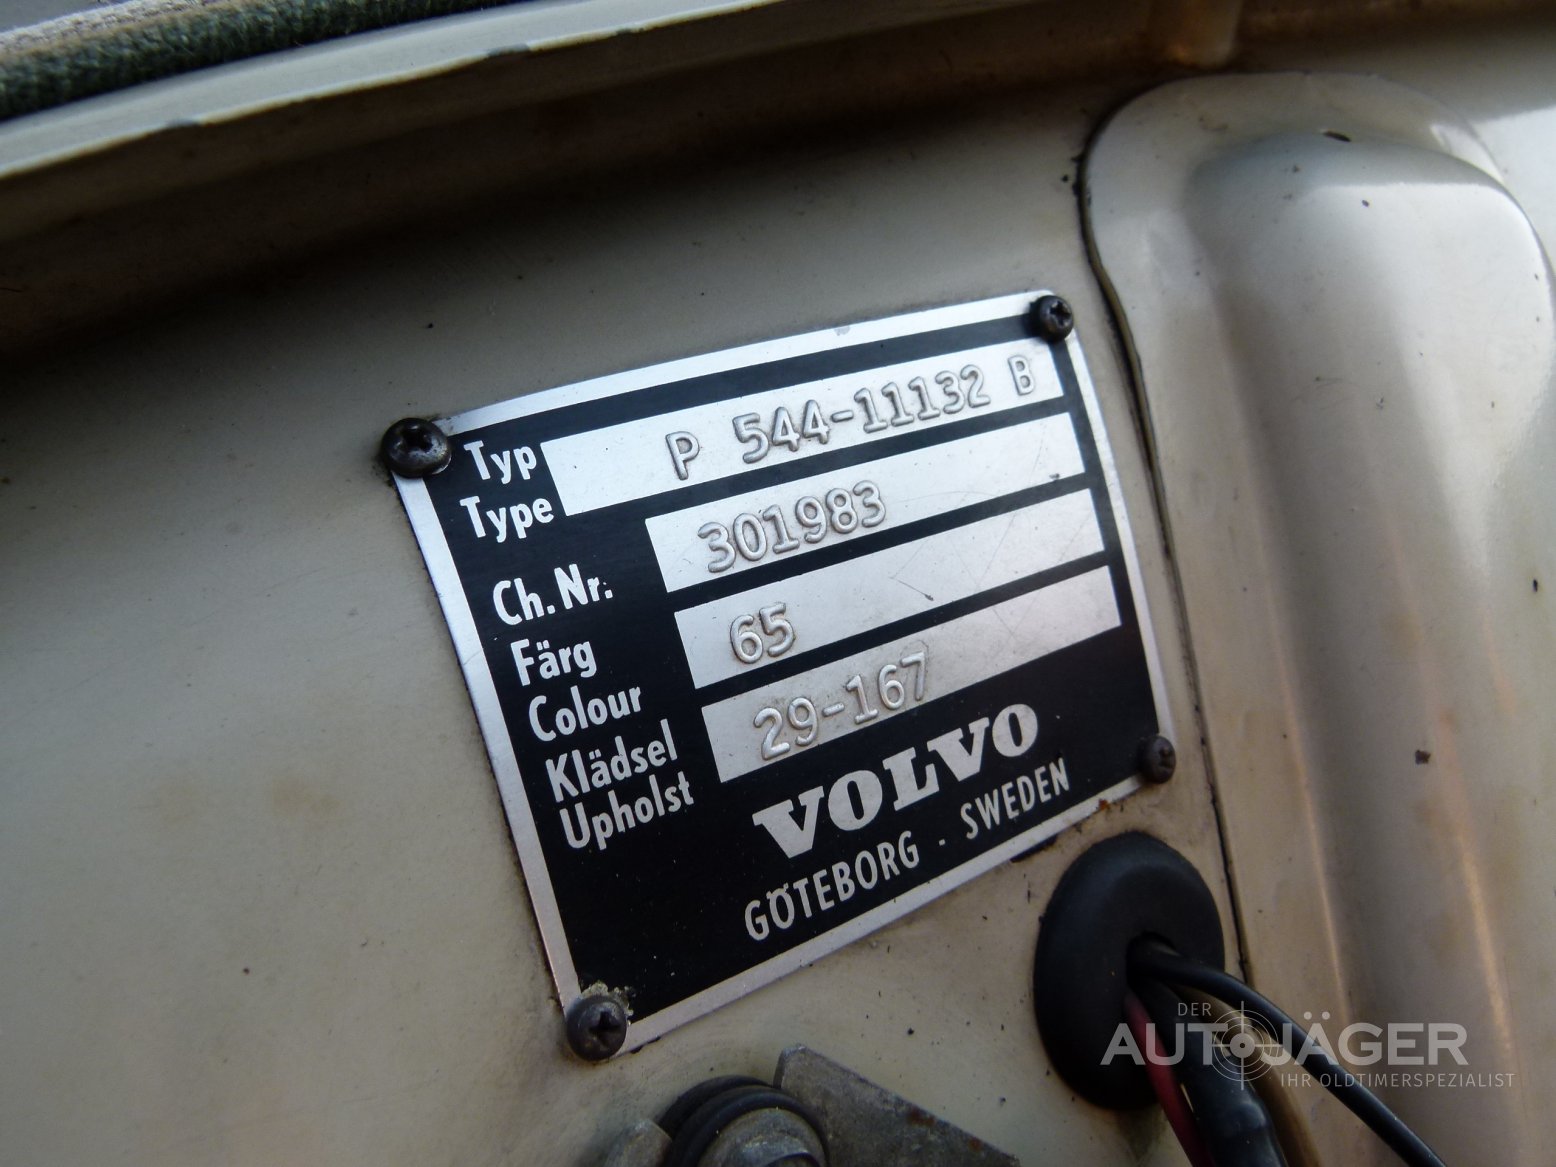 Typ P 544-11132 B
Type
Ch.Nr. 301983
Färg 65
Colour
Klädsel 29-167
Upholst
VOLVO
GÖTEBORG - SWEDEN
DER
AUTOJÄGER
IHR OLDTIMERSPEZIALIST